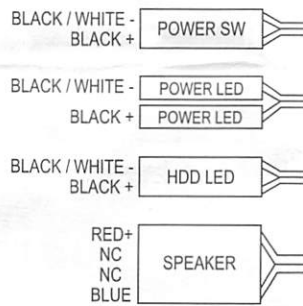 BLACK / WHITE -
BLACK +
POWER SW
BLACK / WHITE -
POWER LED
BLACK +
POWER LED
BLACK / WHITE -
BLACK +
HDD LED
RED+
NC
NC
BLUE
SPEAKER